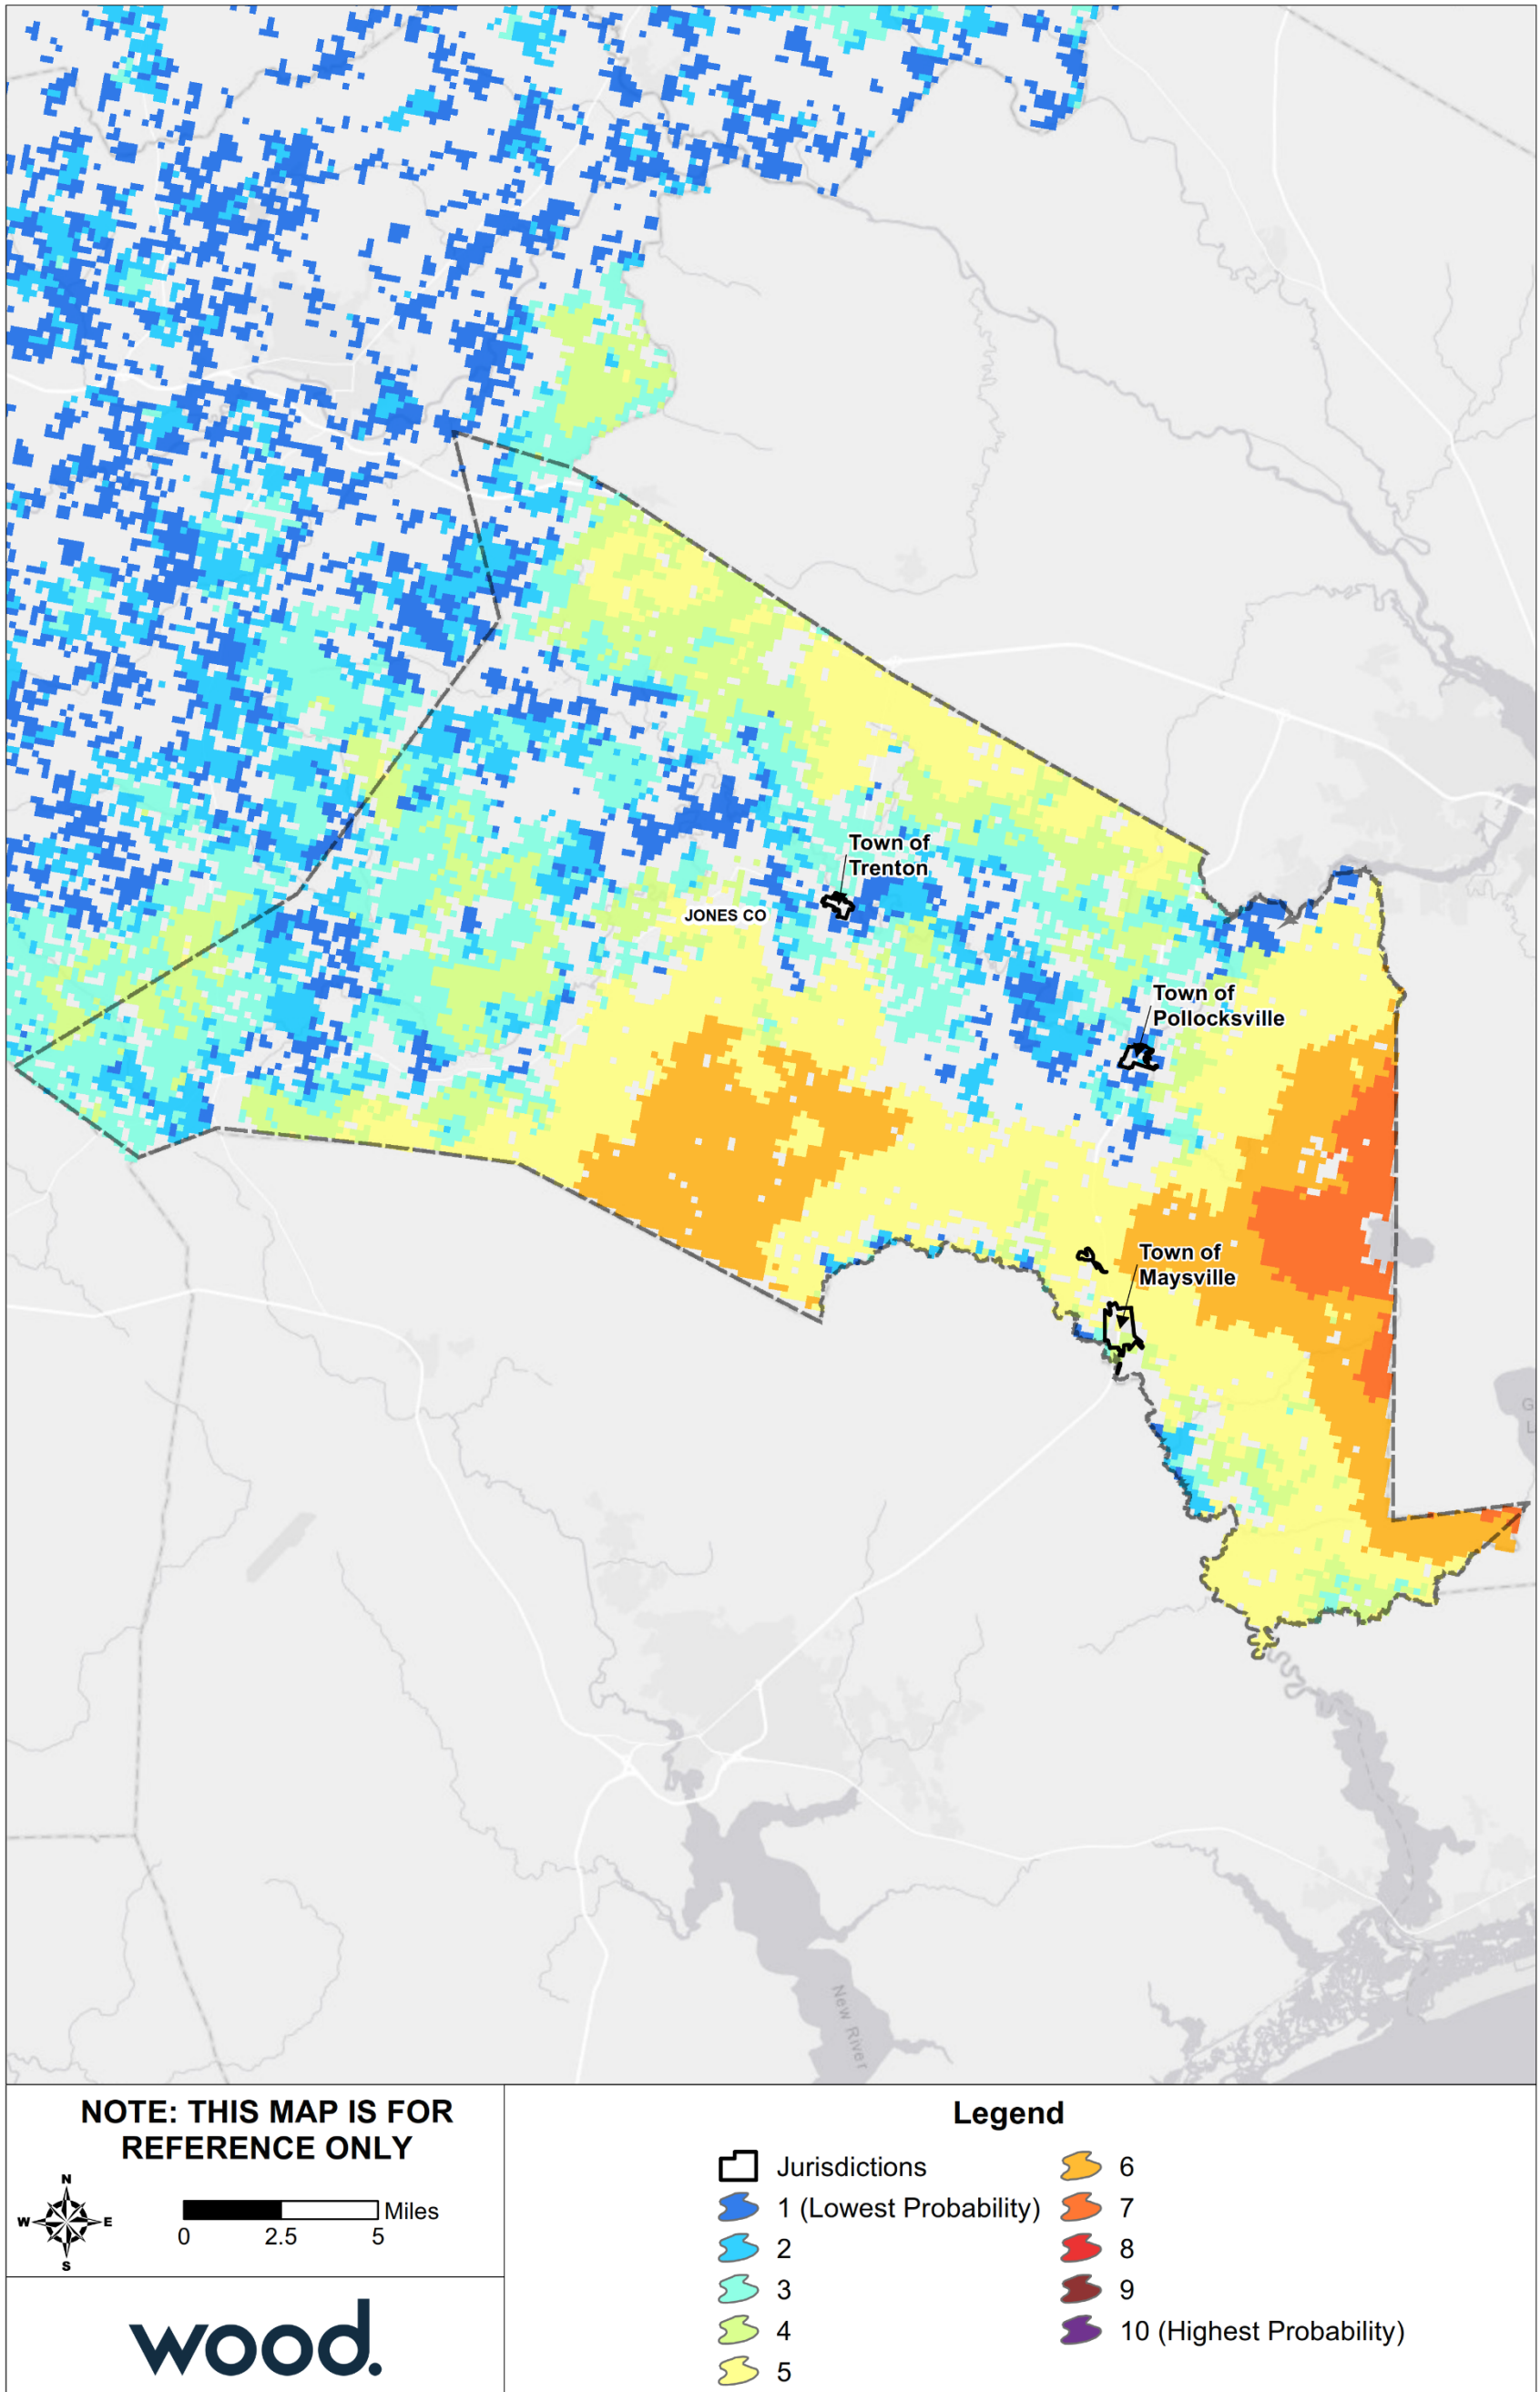 Town of
Trenton
JONES CO
Town of
Pollocksville
Town of
Maysville
G
L
New River
NOTE: THIS MAP IS FOR
REFERENCE ONLY
N
W E
S
Miles
0 2.5 5
wood.
Legend
Jurisdictions
1 (Lowest Probability)
2
3
4
5
6
7
8
9
10 (Highest Probability)